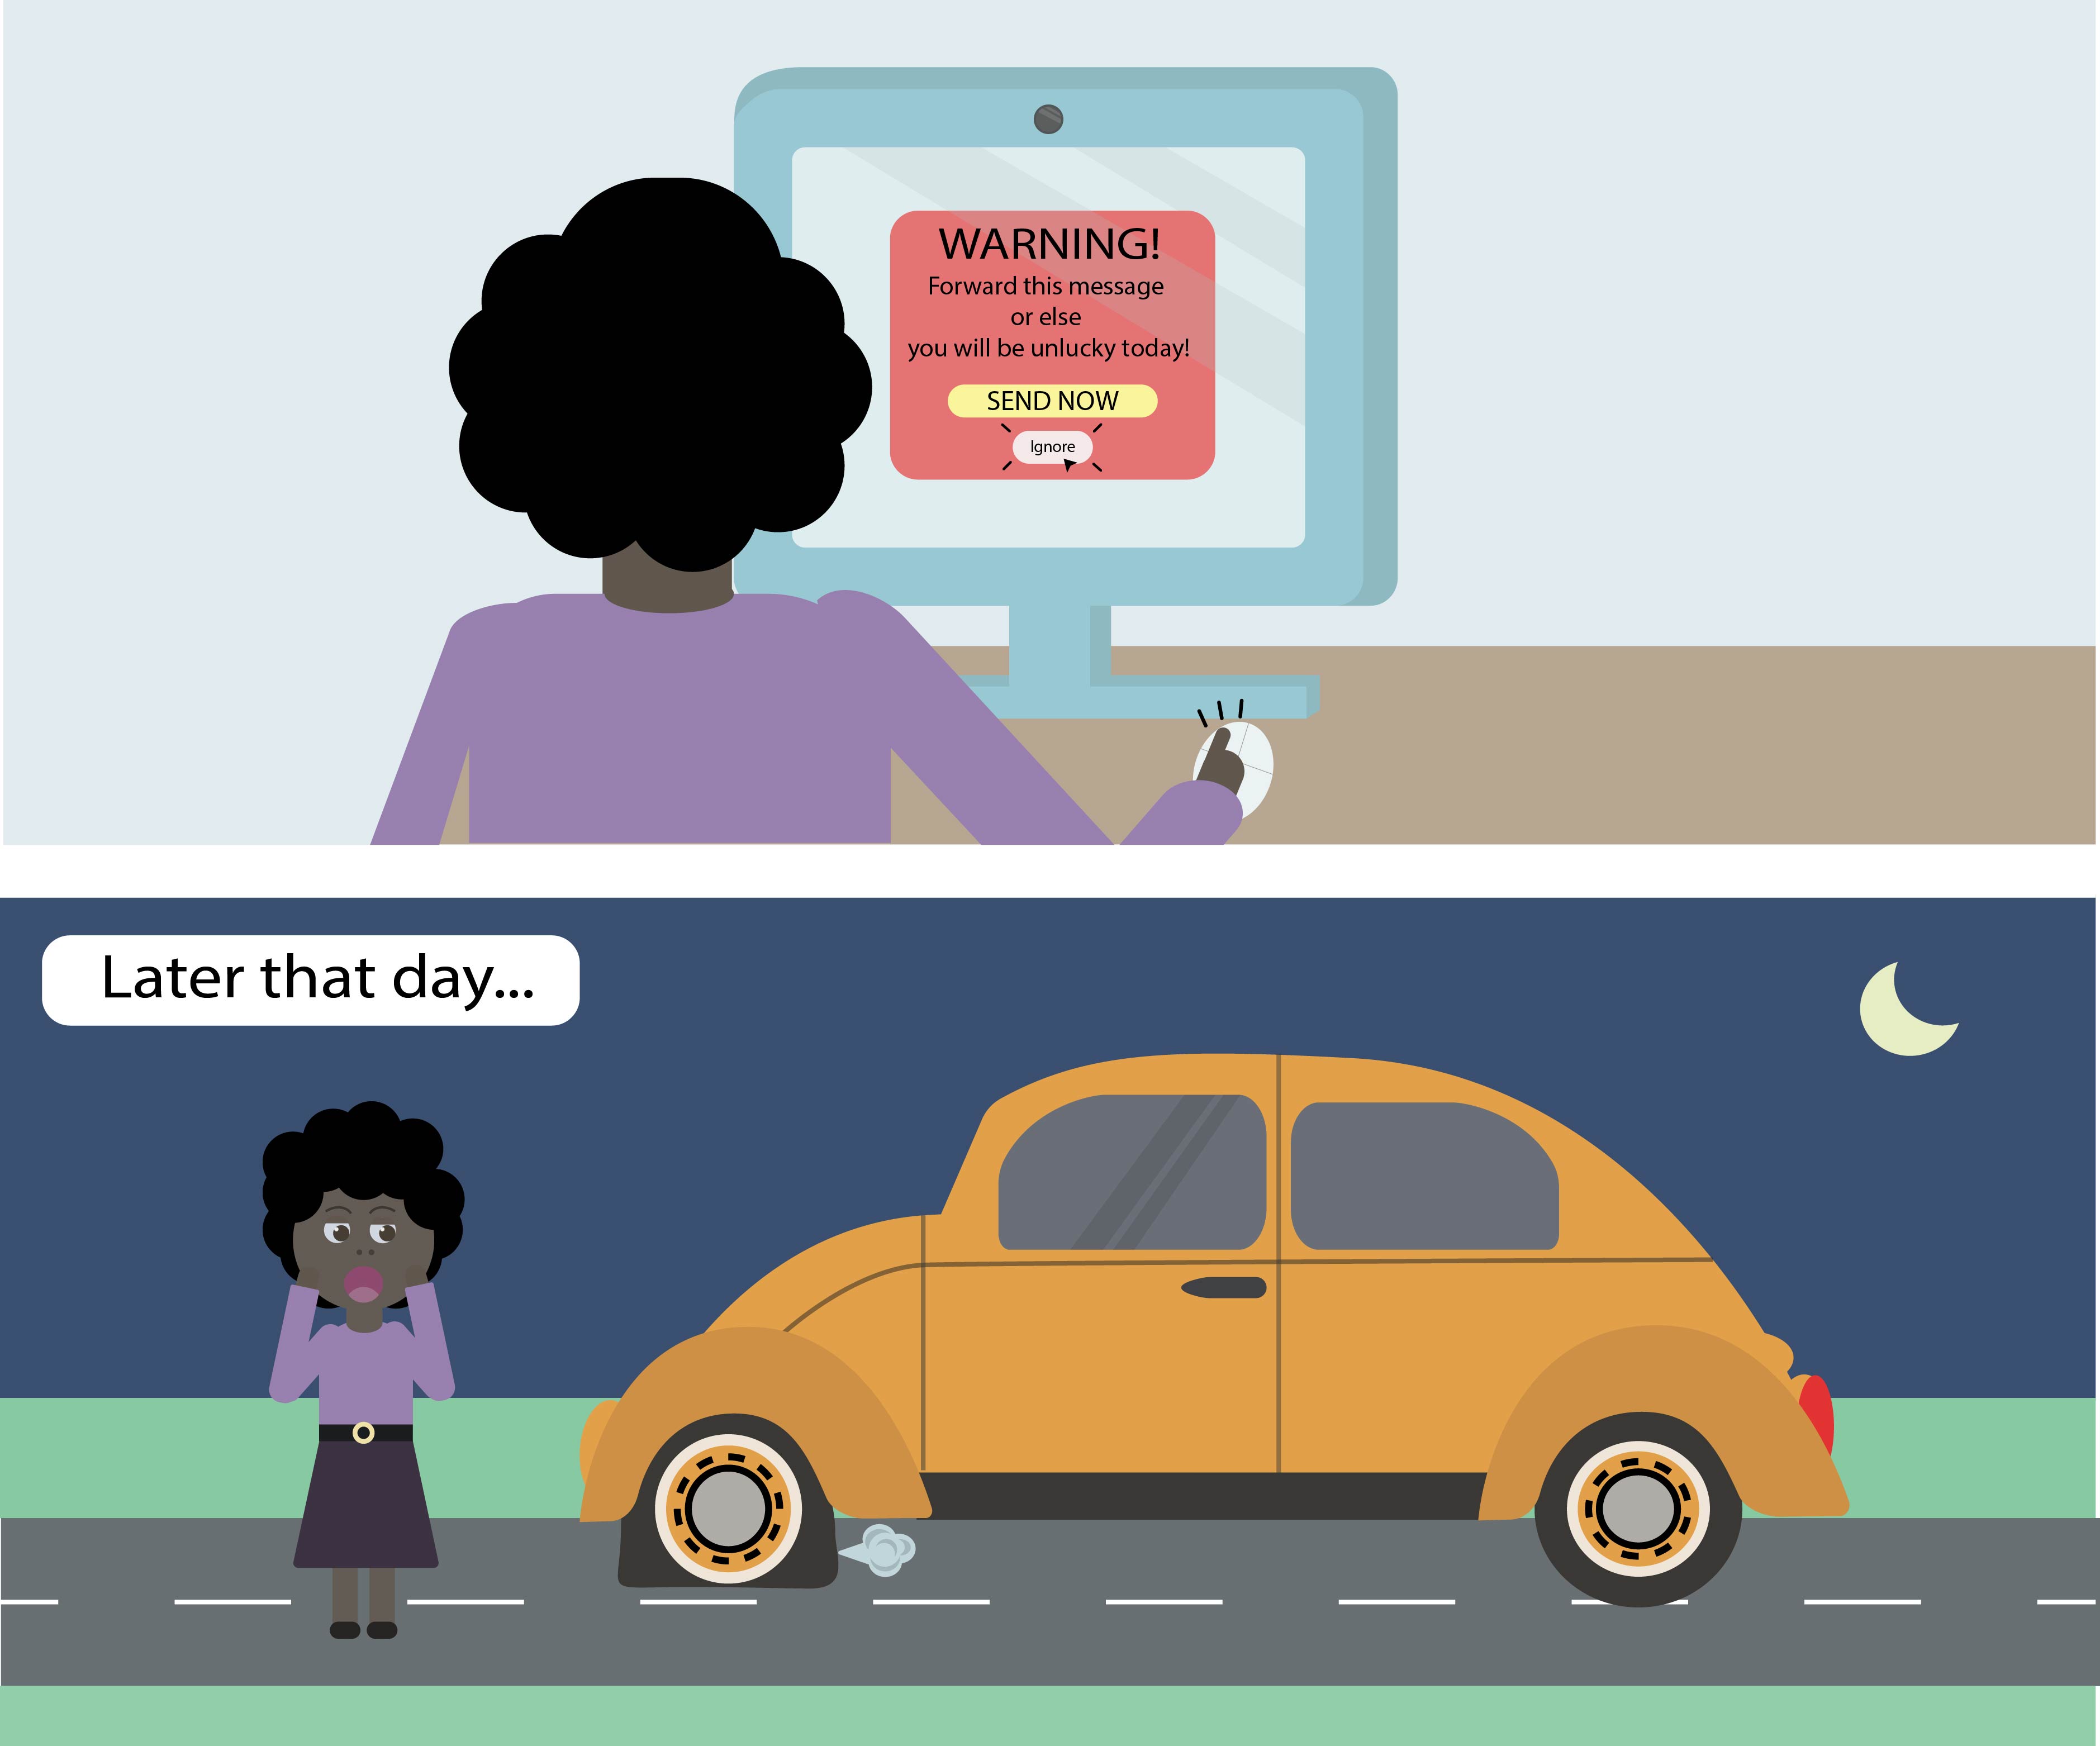 WARNING!
Forward this message
or else
you will be unlucky today!
SEND NOW
Ignore
Later that day...